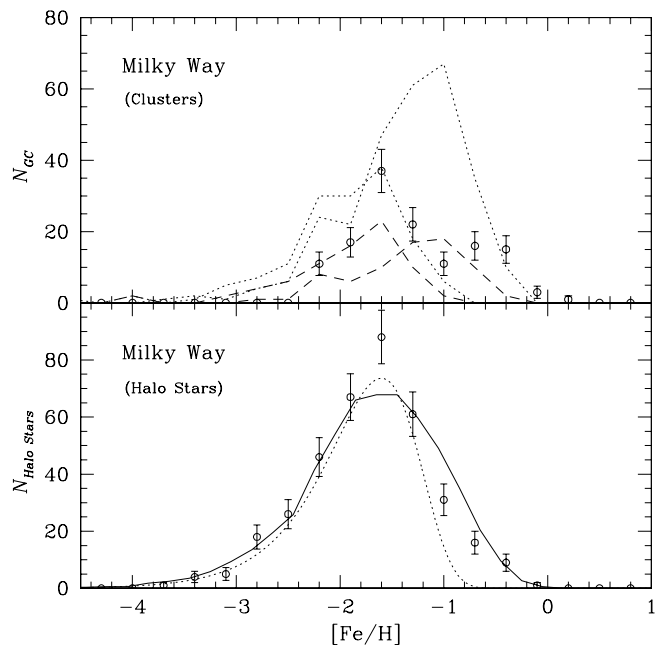 80
60
40
20
0
N_GC
Milky Way
(Clusters)
80
60
40
20
0
N_Halo Stars
Milky Way
(Halo Stars)
−4 −3 −2 −1 0 1
[Fe/H]